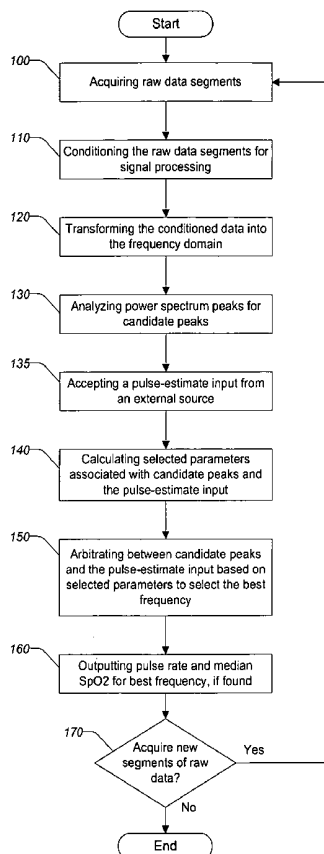 Start
100
Acquiring raw data segments
110
Conditioning the raw data segments for
signal processing
120
Transforming the conditioned data into
the frequency domain
130
Analyzing power spectrum peaks for
candidate peaks
135
Accepting a pulse-estimate input from
an external source
140
Calculating selected parameters
associated with candidate peaks and
the pulse-estimate input
150
Arbitrating between candidate peaks
and the pulse-estimate input based on
selected parameters to select the best
frequency
160
Outputting pulse rate and median
SpO2 for best frequency, if found
170
Acquire new
segments of raw
data?
Yes
No
End